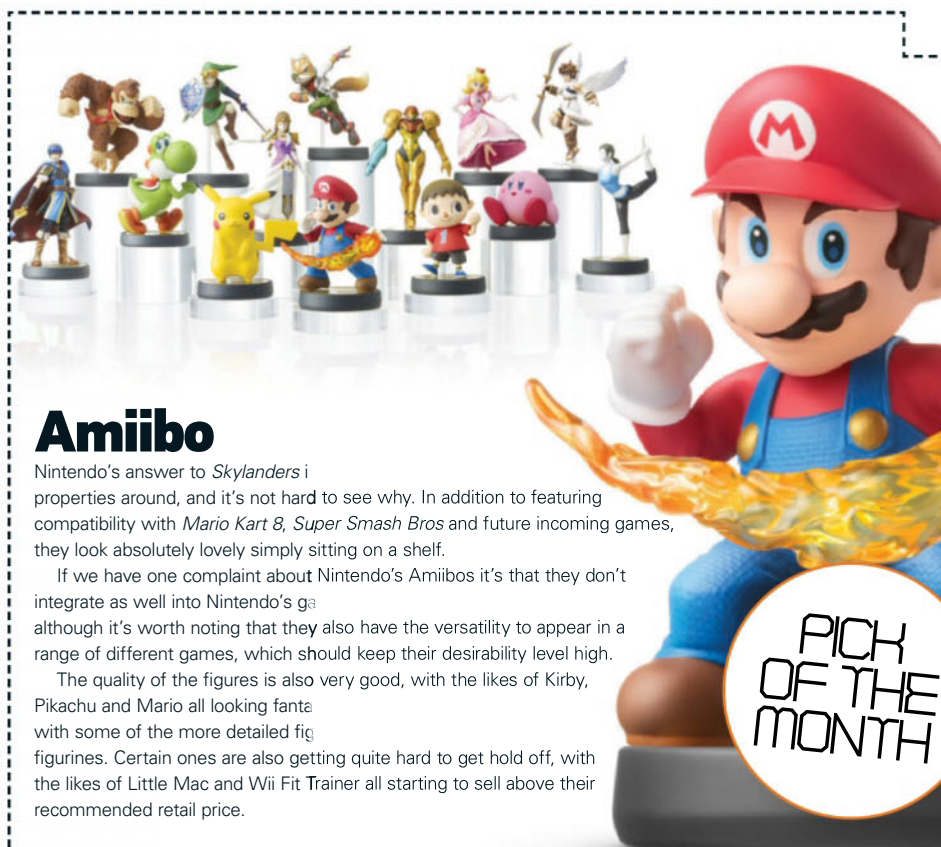 Amiibo
Nintendo's answer to Skylanders i
properties around, and it's not hard to see why. In addition to featuring
compatibility with Mario Kart 8, Super Smash Bros and future incoming games,
they look absolutely lovely simply sitting on a shelf.
If we have one complaint about Nintendo's Amiibos it's that they don't
integrate as well into Nintendo's
although it's worth noting that they also have the versatility to appear in a
range of different games, which should keep their desirability level high.
The quality of the figures is also very good, with the likes of Kirby,
Pikachu and Mario all looking
with some of the more detailed
figurines. Certain ones are also getting quite hard to get hold off, with
the likes of Little Mac and Wii Fit Trainer all starting to sell above their
recommended retail price.
M
PICK
OF THE
MONTH